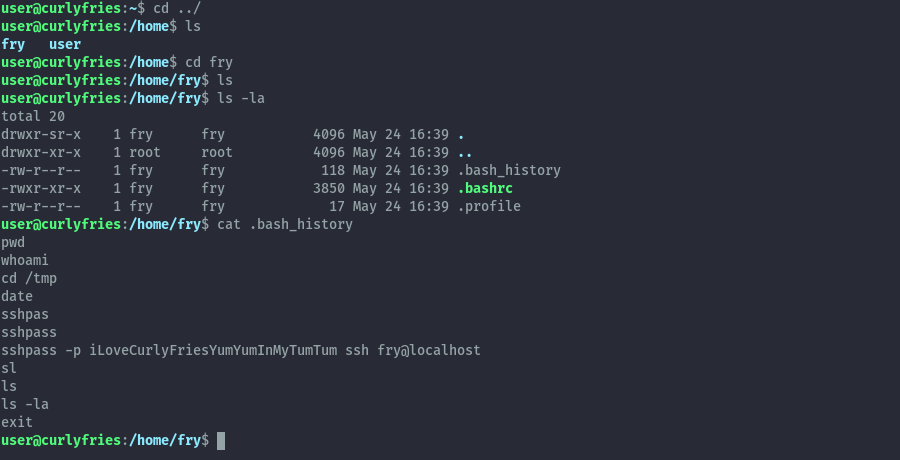 user@curlyfries:~$ cd ../
user@curlyfries:/home$ ls
fry   user
user@curlyfries:/home$ cd fry
user@curlyfries:/home/fry$ ls
user@curlyfries:/home/fry$ ls -la
total 20
drwxr-sr-x    1 fry      fry           4096 May 24 16:39 .
drwxr-xr-x    1 root     root          4096 May 24 16:39 ..
-rw-r--r--    1 fry      fry            118 May 24 16:39 .bash_history
-rwxr-xr-x    1 fry      fry           3850 May 24 16:39 .bashrc
-rw-r--r--    1 fry      fry             17 May 24 16:39 .profile
user@curlyfries:/home/fry$ cat .bash_history
pwd
whoami
cd /tmp
date
sshpas
sshpass
sshpass -p iLoveCurlyFriesYumYumInMyTumTum ssh fry@localhost
sl
ls
ls -la
exit
user@curlyfries:/home/fry$